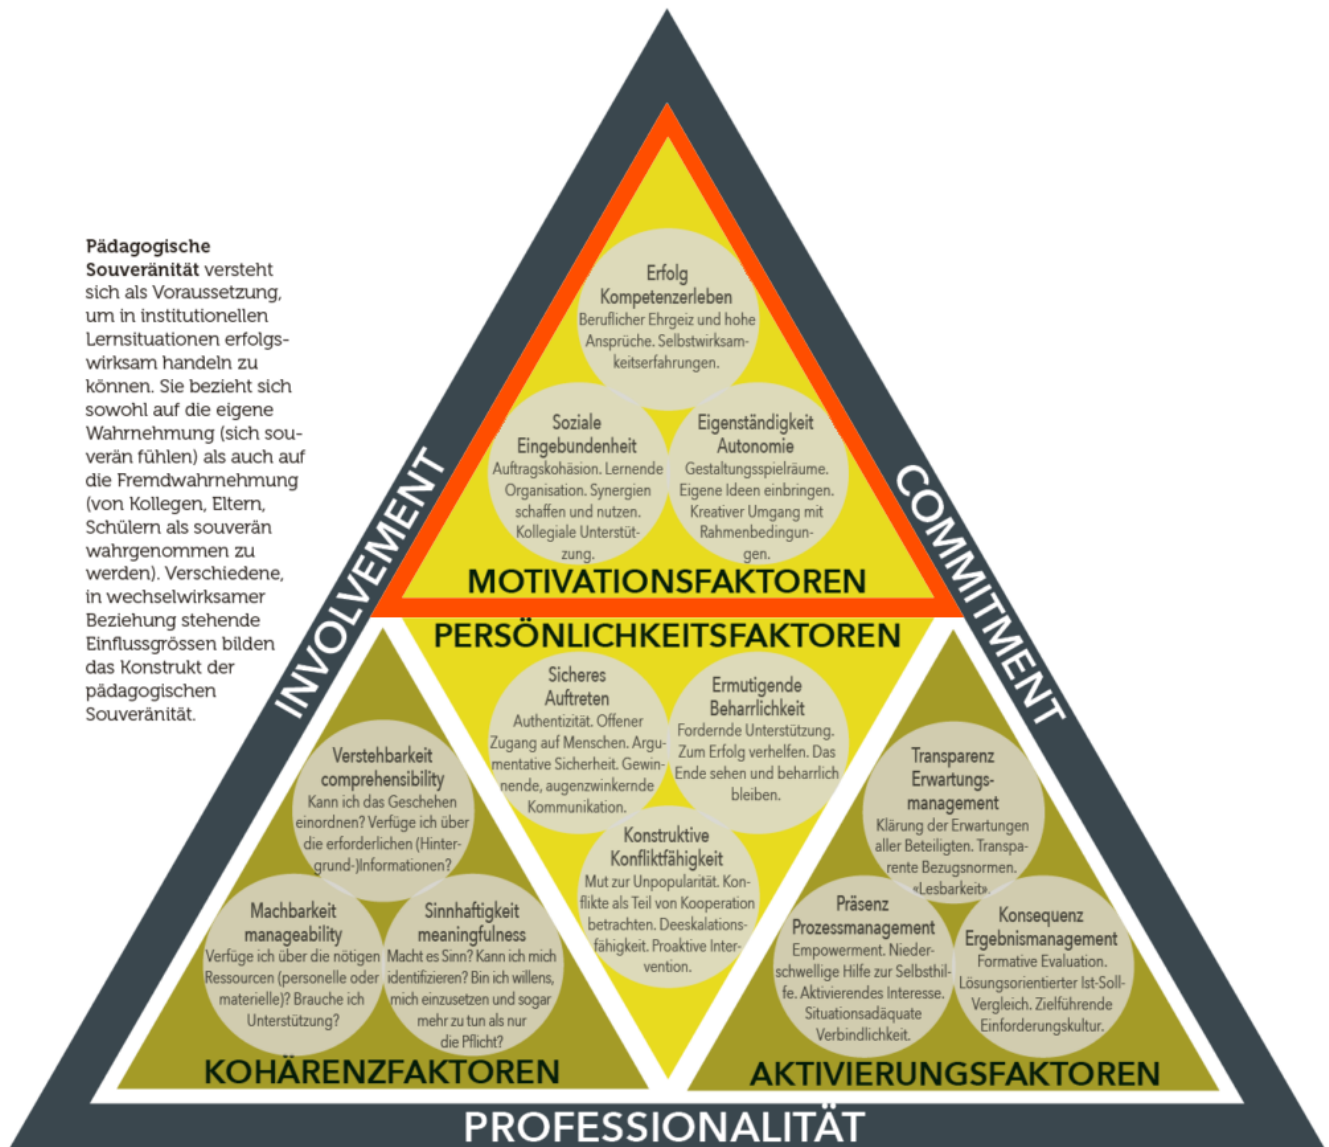 Pädagogische
Souveränität versteht
sich als Voraussetzung,
um in institutionellen
Lernsituationen erfolgs-
wirksam handeln zu
können. Sie bezieht sich
sowohl auf die eigene
Wahrnehmung (sich sou-
verän fühlen) als auch auf
die Fremdwahrnehmung
(von Kollegen, Eltern,
Schülern als souverän
wahrgenommen zu
werden). Verschiedene,
in wechselwirksamer
Beziehung stehende
Einflussgrössen bilden
das Konstrukt der
pädagogischen
Souveränität.
INVOLVEMENT
COMMITMENT
Erfolg
Kompetenzerleben
Beruflicher Ehrgeiz und hohe
Ansprüche. Selbstwirksam-
keitserfahrungen.
Soziale
Eingebundenheit
Auftragskohäsion. Lernende
Organisation. Synergien
schaffen und nutzen.
Kollegiale Unterstüt-
zung.
Eigenständigkeit
Autonomie
Gestaltungsspielräume.
Eigene Ideen einbringen.
Kreativer Umgang mit
Rahmenbedingun-
gen.
MOTIVATIONSFAKTOREN
PERSÖNLICHKEITSFAKTOREN
Sicheres
Auftreten
Authentizität. Offener
Zugang auf Menschen. Argu-
mentative Sicherheit. Gewin-
nende, augenzwinkernde
Kommunikation.
Ermutigende
Beharrlichkeit
Fordernde Unterstützung.
Zum Erfolg verhelfen. Das
Ende sehen und beharrlich
bleiben.
Konstruktive
Konfliktfähigkeit
Mut zur Unpopularität. Kon-
flikte als Teil von Kooperation
betrachten. Deeskalations-
fähigkeit. Proaktive Inter-
vention.
Verstehbarkeit
comprehensibility
Kann ich das Geschehen
einordnen? Verfüge ich über
die erforderlichen (Hinter-
grund-)Informationen?
Machbarkeit
manageability
Verfüge ich über die nötigen
Ressourcen (personelle oder
materielle)? Brauche ich
Unterstützung?
Sinnhaftigkeit
meaningfulness
Macht es Sinn? Kann ich mich
identifizieren? Bin ich willens,
mich einzusetzen und sogar
mehr zu tun als nur
die Pflicht?
KOHÄRENZFAKTOREN
Transparenz
Erwartungs-
management
Klärung der Erwartungen
aller Beteiligten. Transpa-
rente Bezugsnormen.
«Lesbarkeit».
Präsenz
Prozessmanagement
Empowerment. Nieder-
schwellige Hilfe zur Selbsthil-
fe. Aktivierendes Interesse.
Situationsadäquate
Verbindlichkeit.
Konsequenz
Ergebnismanagement
Formative Evaluation.
Lösungsorientierter Ist-Soll-
Vergleich. Zielführende
Einforderungskultur.
AKTIVIERUNGSFAKTOREN
PROFESSIONALITÄT